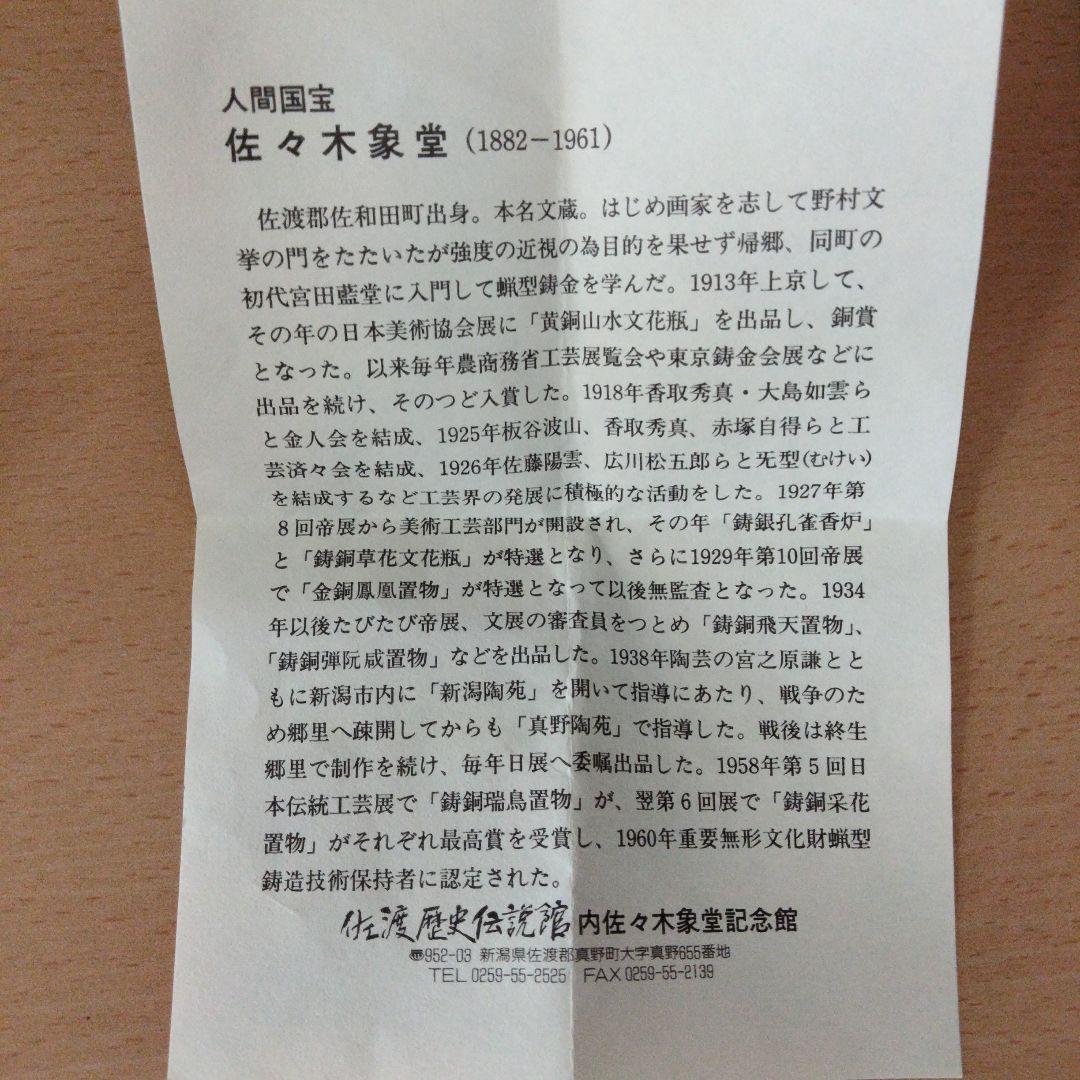 人間国宝
佐々木象堂(1882−1961)
佐渡郡佐和田町出身。本名文蔵。はじめ画家を志して野村文
挙の門をたたいたが強度の近視の為目的を果せず帰郷、同町の
初代宮田藍堂に入門して蝋型鋳金を学んだ。1913年上京して、
その年の日本美術協会展に「黄銅山水文花瓶」を出品し、銅賞
となった。以来毎年農商務省工芸展覧会や東京鋳金会展などに
出品を続け、そのつど入賞した。1918年香取秀真・大島如雲ら
と金人会を結成、1925年板谷波山、香取秀真、赤塚自得らと工
芸済々会を結成、1926年佐藤陽雲、広川松五郎らと旡型(むけい)
を結成するなど工芸界の発展に積極的な活動をした。1927年第
8回帝展から美術工芸部門が開設され、その年「鋳銀孔雀香炉」
と「鋳銅草花文花瓶」が特選となり、さらに1929年第10回帝展
で「金銅鳳凰置物」が特選となって以後無監査となった。1934
年以後たびたび帝展、文展の審査員をつとめ「鋳銅飛天置物」、
「鋳銅弾阮咸置物」などを出品した。1938年陶芸の宮之原謙とと
もに新潟市内に「新潟陶苑」を開いて指導にあたり、戦争のた
め郷里へ疎開してからも「真野陶苑」で指導した。戦後は終生
郷里で制作を続け、毎年日展へ委嘱出品した。1958年第5回日
本伝統工芸展で「鋳銅瑞鳥置物」が、翌第6回展で「鋳銅采花
置物」がそれぞれ最高賞を受賞し、1960年重要無形文化財蝋型
鋳造技術保持者に認定された。
佐渡歴史伝説館内佐々木象堂記念館
〠952-03 新潟県佐渡郡真野町大字真野655番地
TEL 0259-55-2525 FAX 0259-55-2139